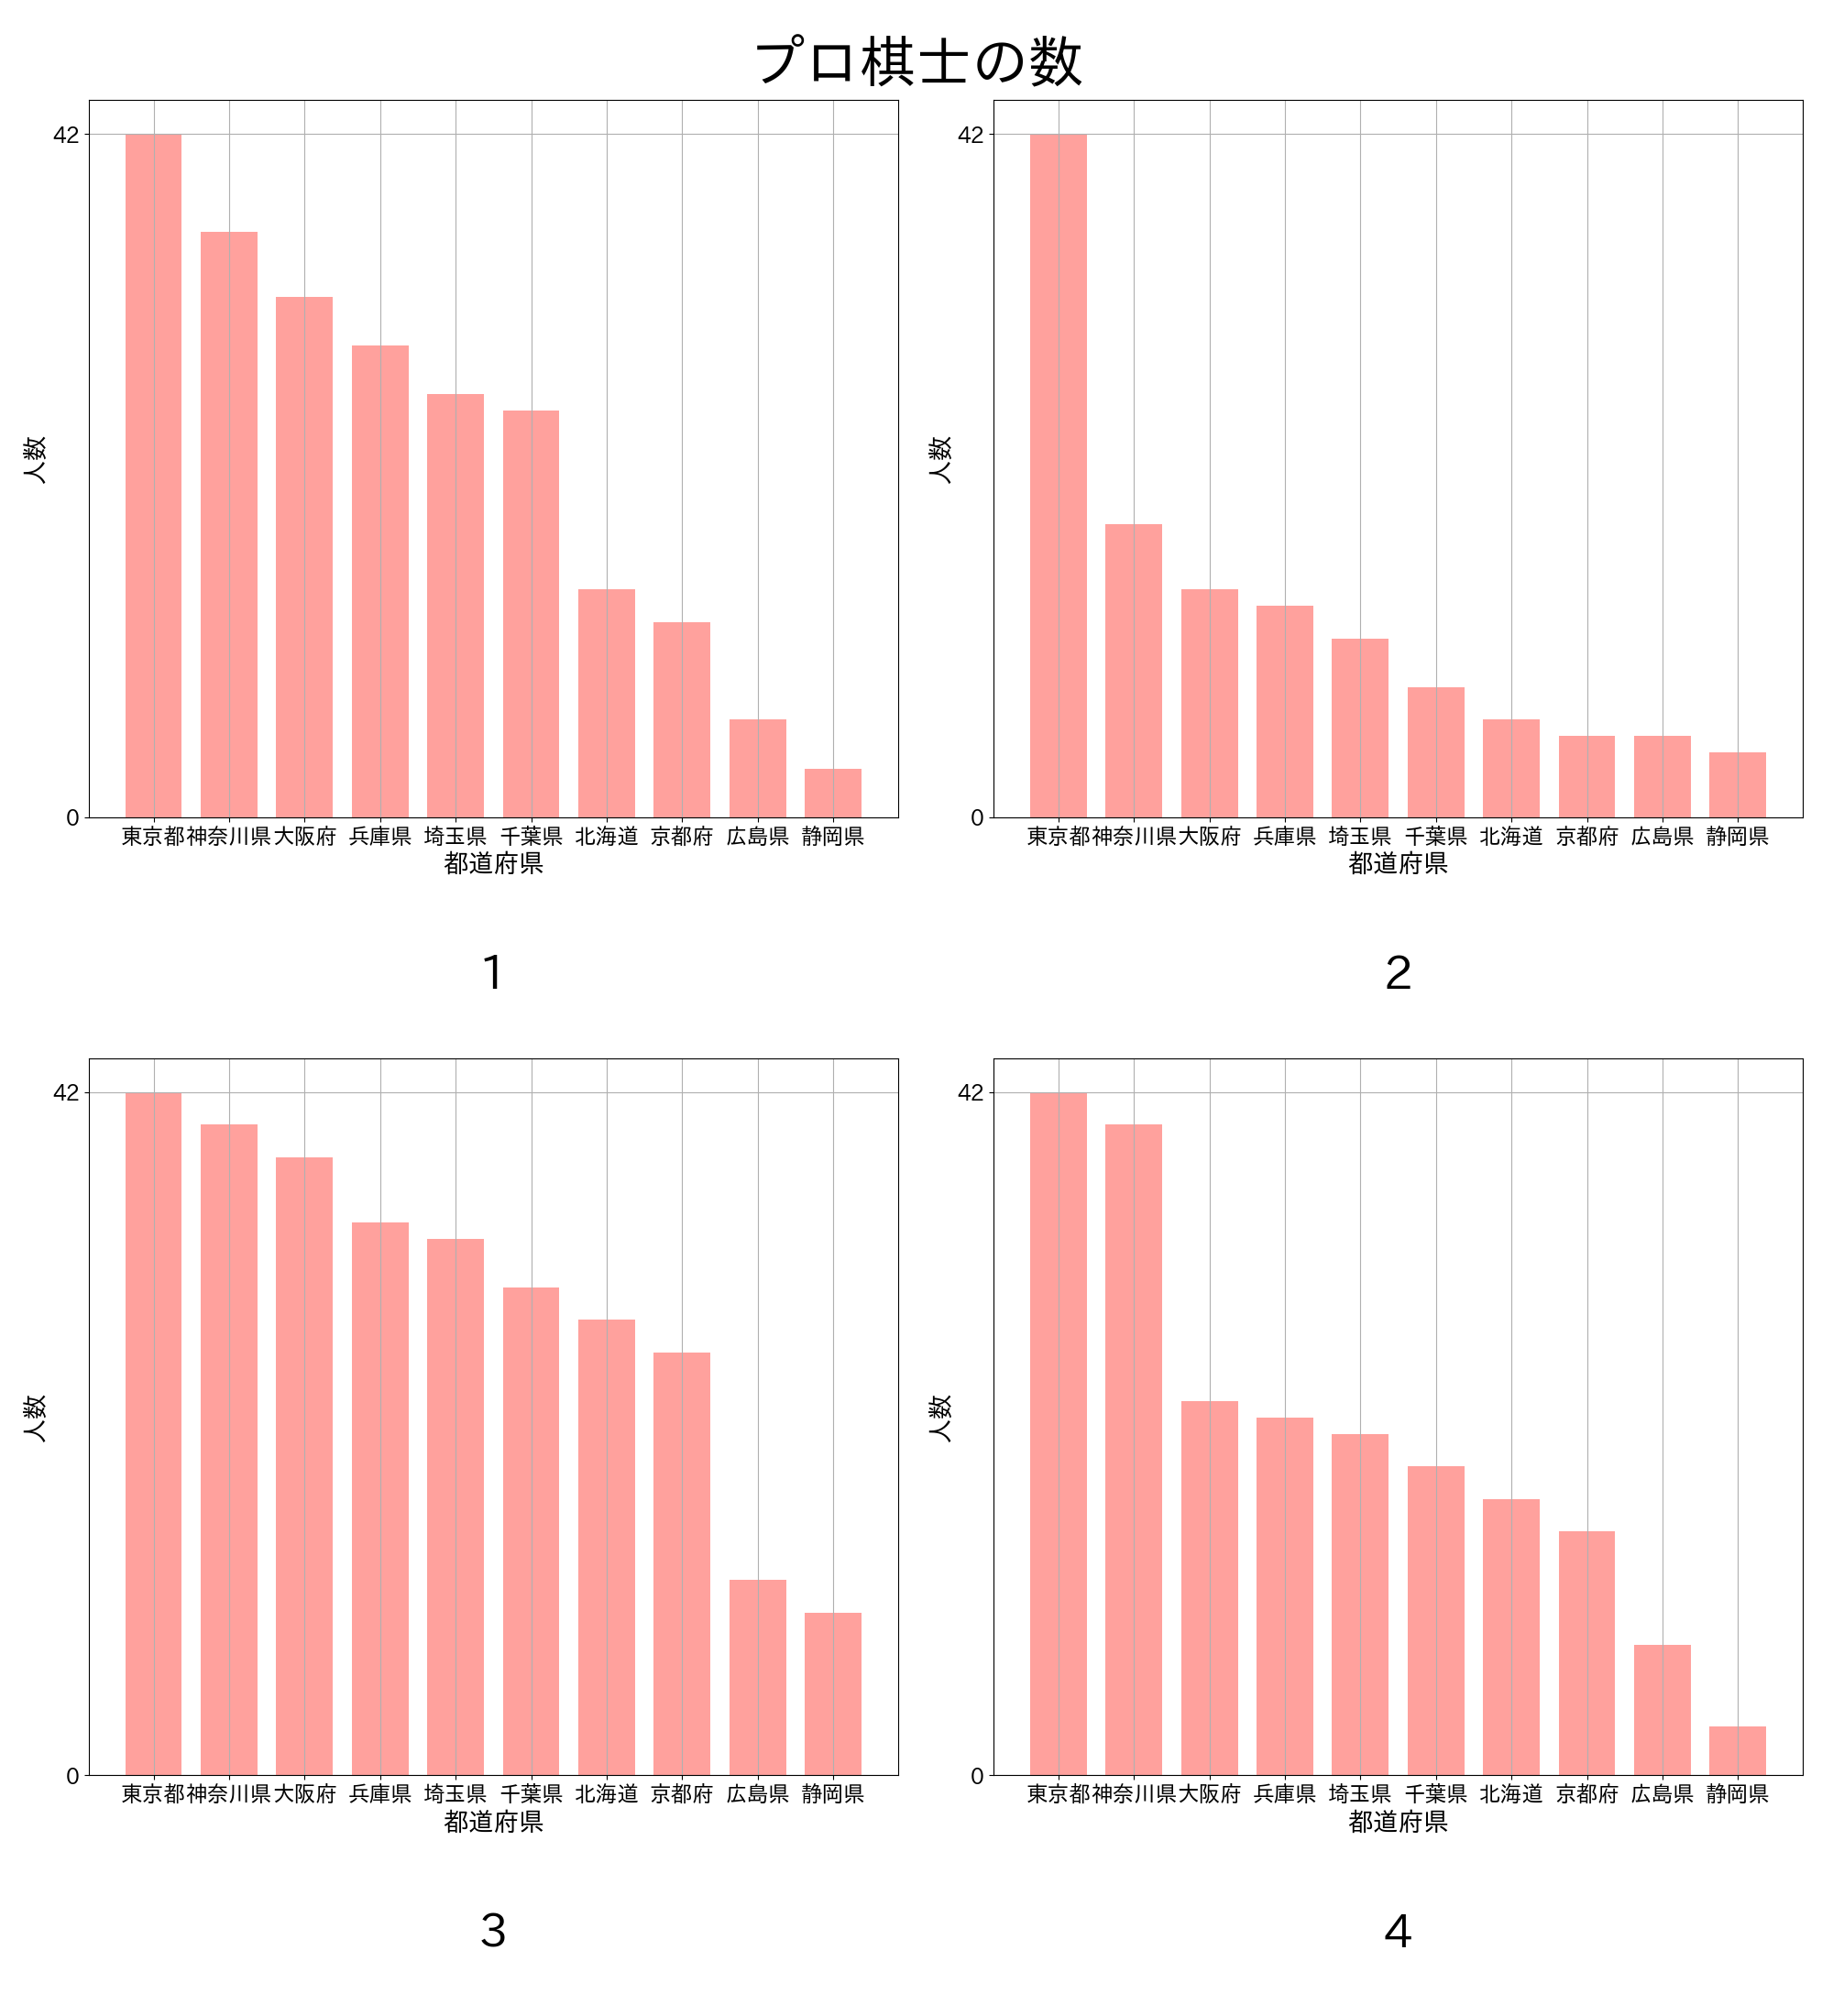 プロ棋士の数
42
人数
0
東京都 神奈川県 大阪府 兵庫県 埼玉県 千葉県 北海道 京都府 広島県 静岡県
都道府県
1
42
人数
0
東京都 神奈川県 大阪府 兵庫県 埼玉県 千葉県 北海道 京都府 広島県 静岡県
都道府県
2
42
人数
0
東京都 神奈川県 大阪府 兵庫県 埼玉県 千葉県 北海道 京都府 広島県 静岡県
都道府県
3
42
人数
0
東京都 神奈川県 大阪府 兵庫県 埼玉県 千葉県 北海道 京都府 広島県 静岡県
都道府県
4